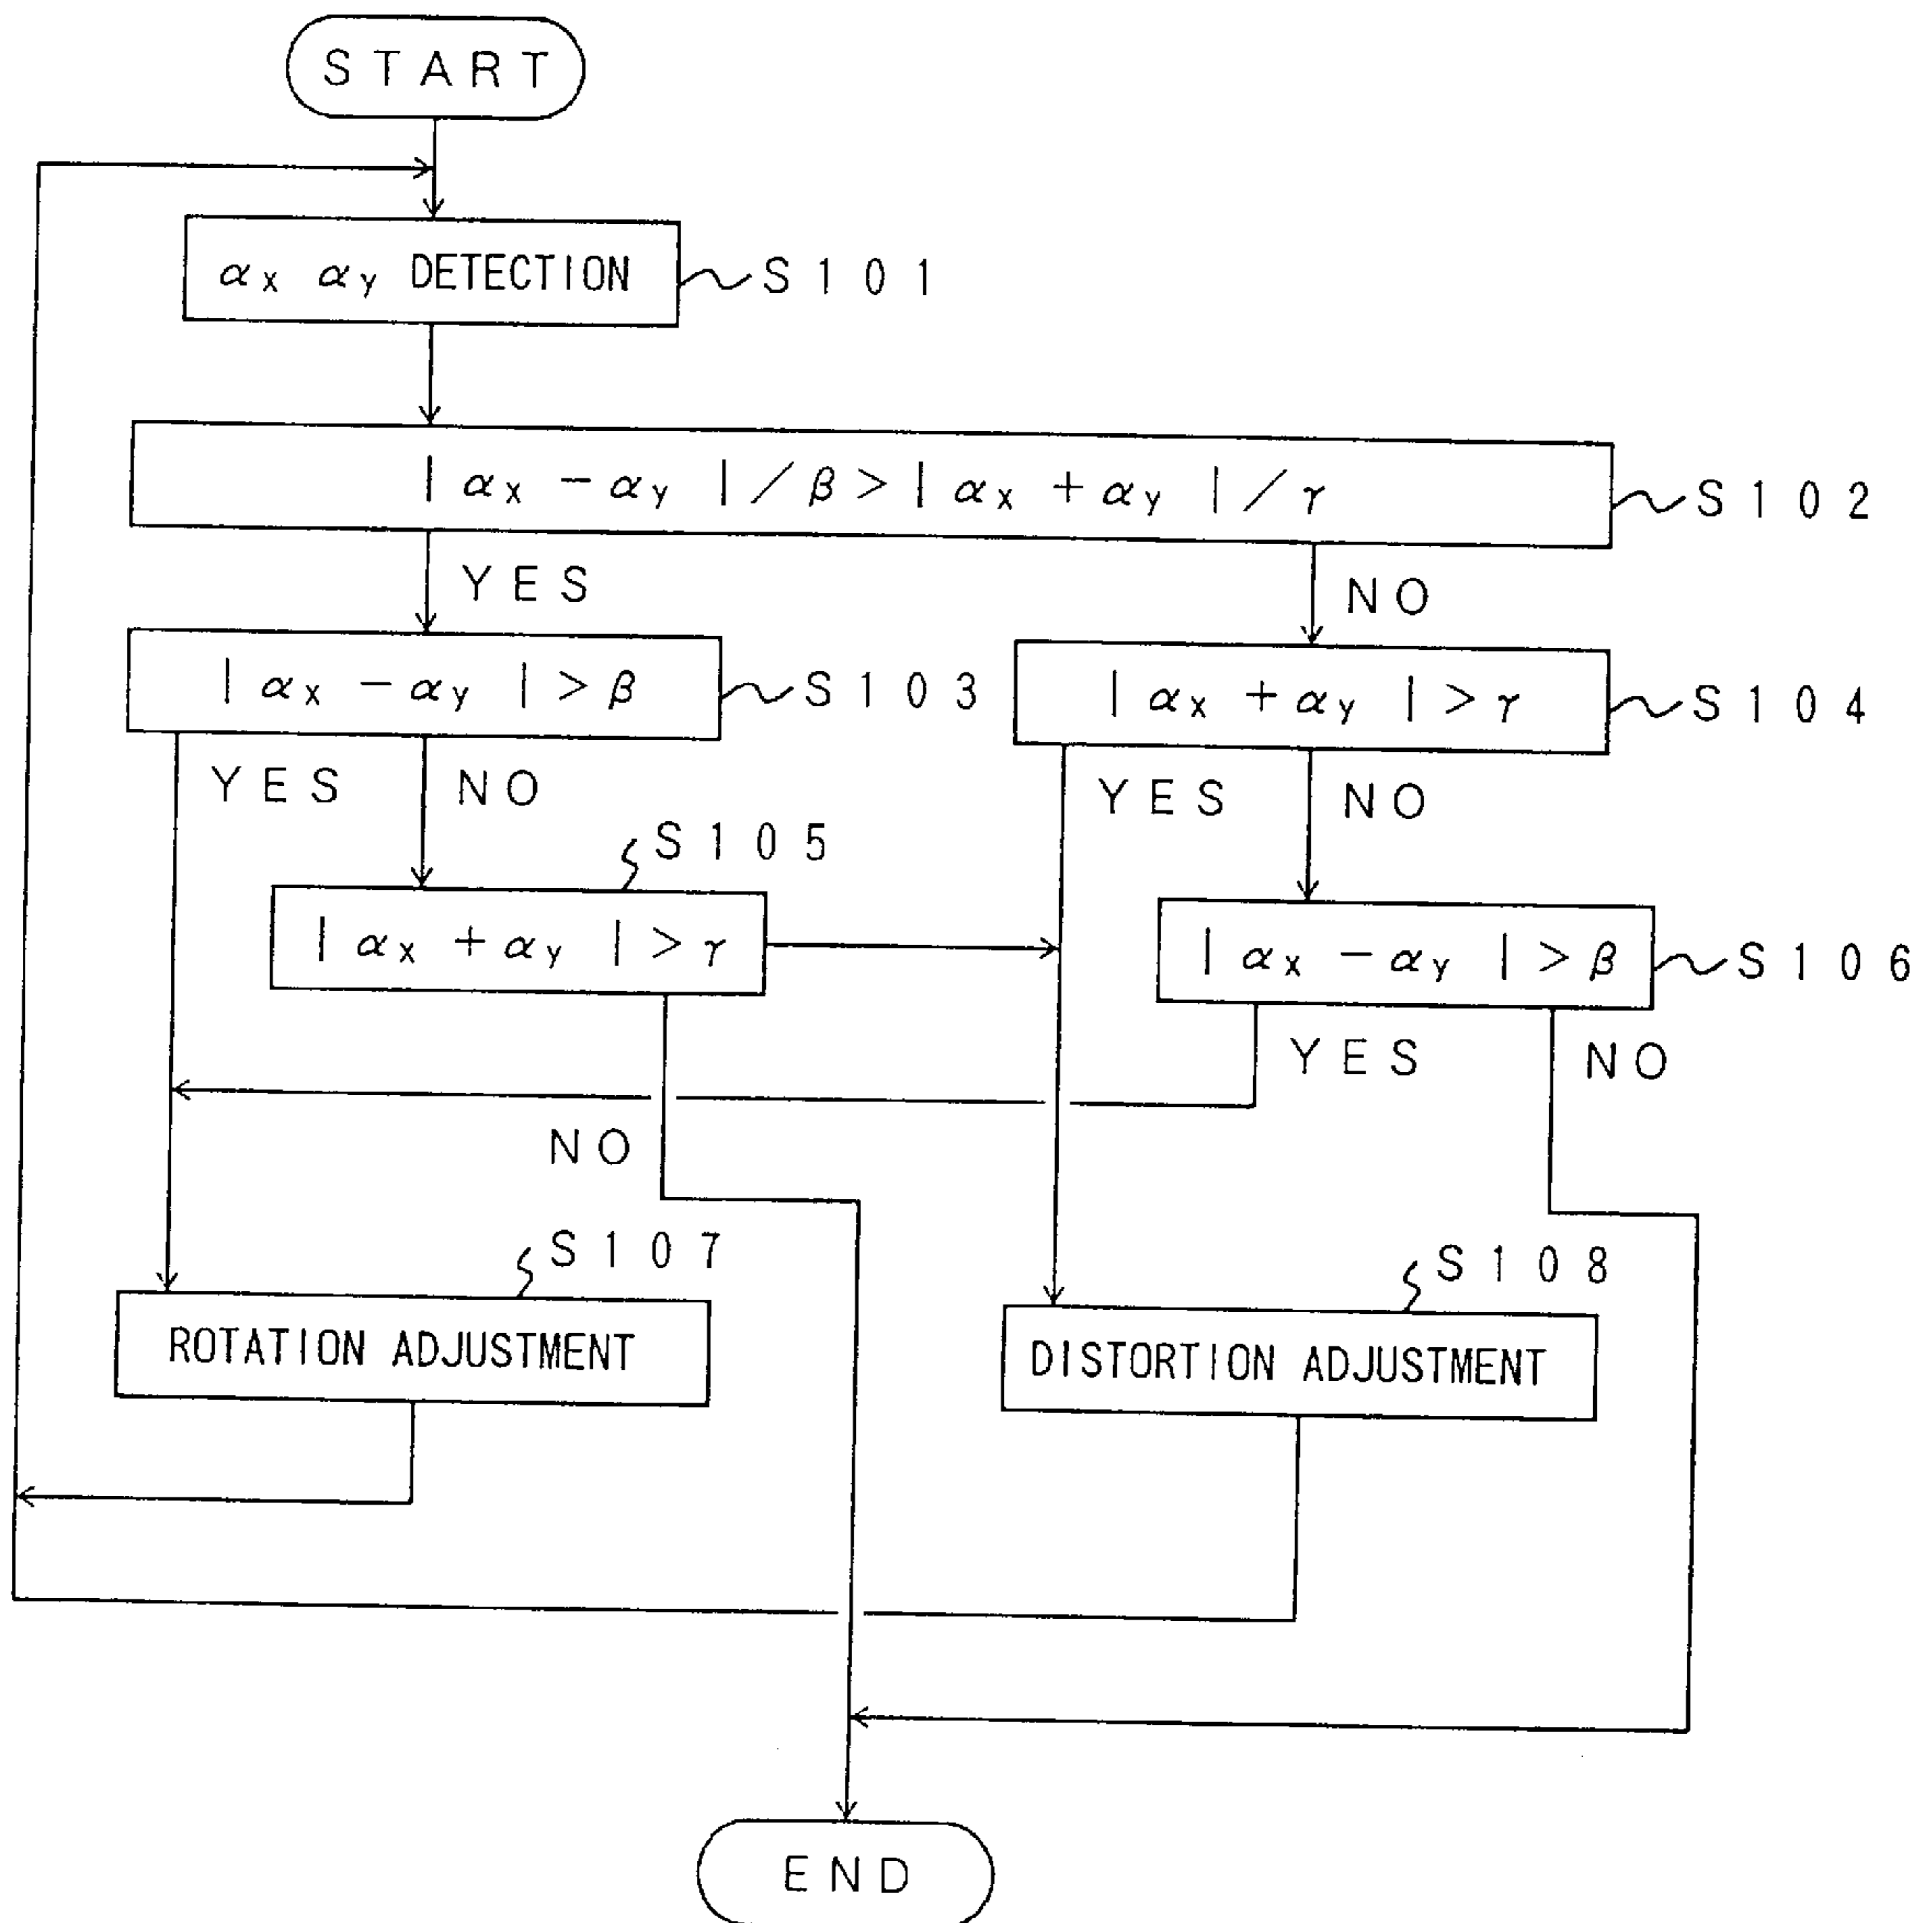 START
αx αy DETECTION
S101
| αx - αy | / β > | αx + αy | / γ
S102
YES
NO
| αx - αy | > β
S103
| αx + αy | > γ
S104
YES
NO
YES
NO
S105
| αx + αy | > γ
| αx - αy | > β
S106
YES
NO
NO
S107
S108
ROTATION ADJUSTMENT
DISTORTION ADJUSTMENT
END